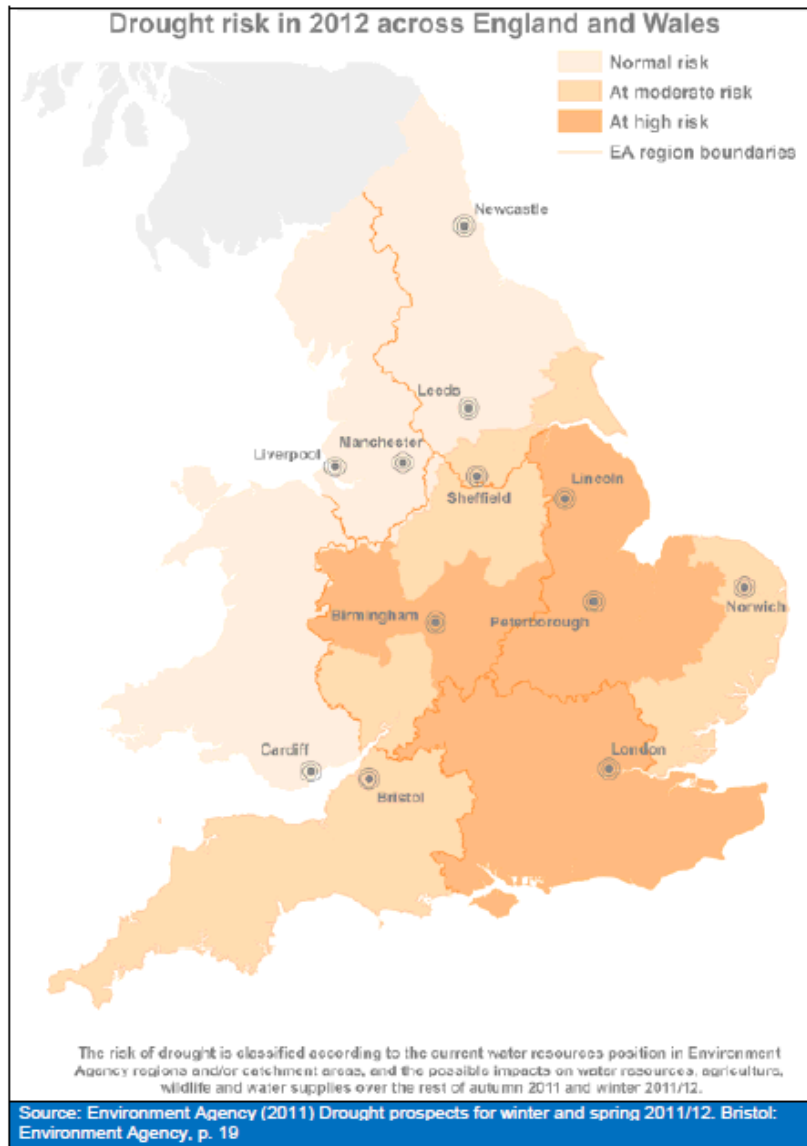 Drought risk in 2012 across England and Wales
Normal risk
At moderate risk
At high risk
EA region boundaries
Newcastle
Leeds
Manchester
Liverpool
Sheffield
Lincoln
Birmingham
Peterborough
Norwich
Cardiff
London
Bristol
The risk of drought is classified according to the current water resources position in Environment
Agency regions and/or catchment areas, and the possible impacts on water resources, agriculture,
wildlife and water supplies over the rest of autumn 2011 and winter 2011/12.
Source: Environment Agency (2011) Drought prospects for winter and spring 2011/12. Bristol:
Environment Agency, p. 19